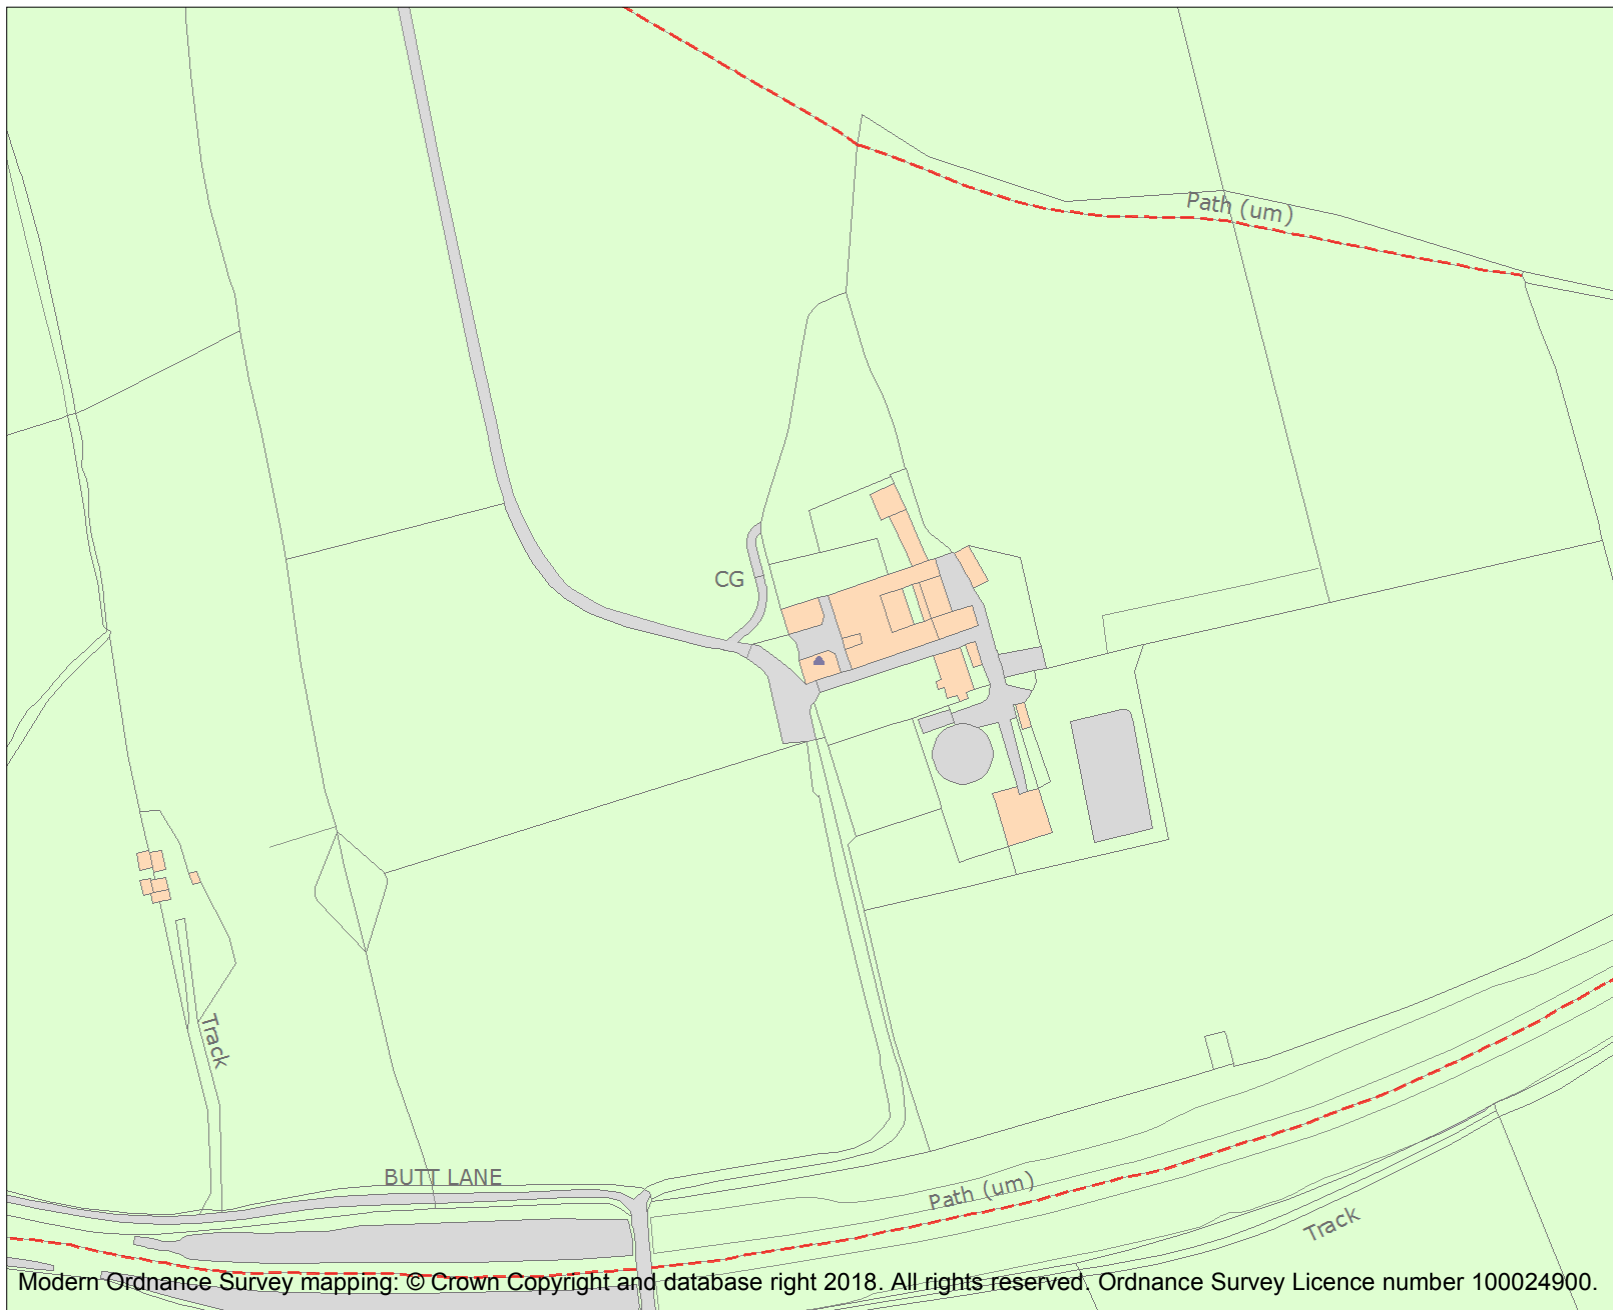 Path (um)
CG
Track
BUTT LANE
Path (um)
Track
Modern Ordnance Survey mapping: © Crown Copyright and database right 2018. All rights reserved. Ordnance Survey Licence number 100024900.